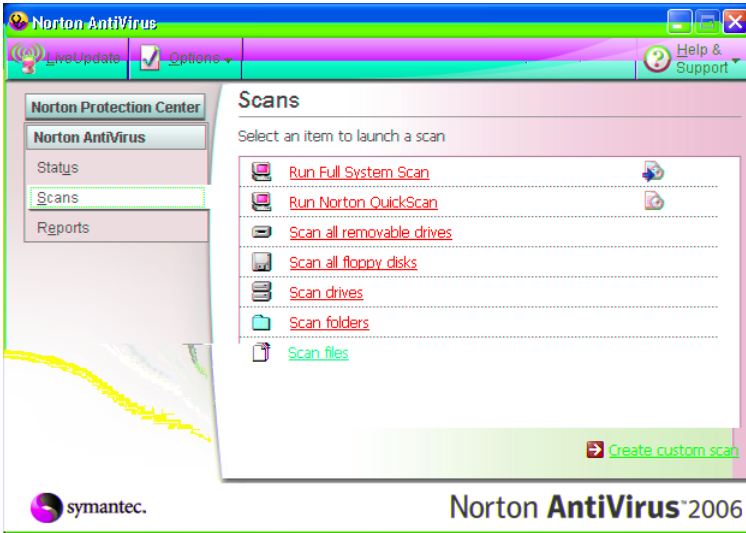 Norton AntiVirus
LiveUpdate Options Help & Support
Norton Protection Center
Norton AntiVirus
Status
Scans
Reports
Scans
Select an item to launch a scan
Run Full System Scan
Run Norton QuickScan
Scan all removable drives
Scan all floppy disks
Scan drives
Scan folders
Scan files
Create custom scan
symantec.
Norton AntiVirus 2006